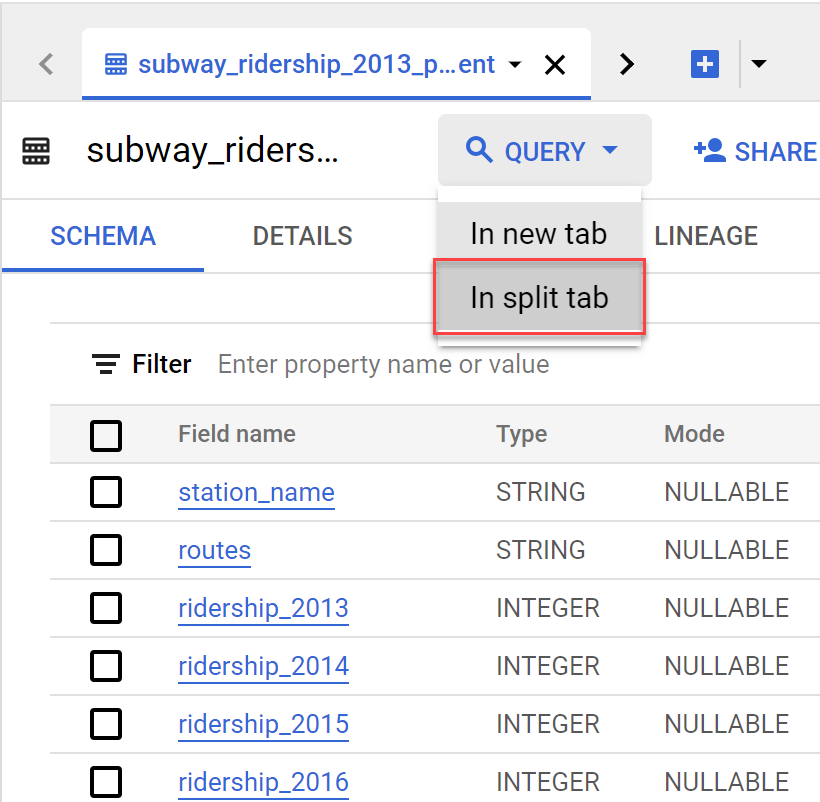 subway_ridership_2013_p...ent
subway_riders...
QUERY
SHARE
SCHEMA
DETAILS
In new tab
LINEAGE
In split tab
Filter Enter property name or value
Field name Type Mode
station_name STRING NULLABLE
routes STRING NULLABLE
ridership_2013 INTEGER NULLABLE
ridership_2014 INTEGER NULLABLE
ridership_2015 INTEGER NULLABLE
ridership_2016 INTEGER NULLABLE